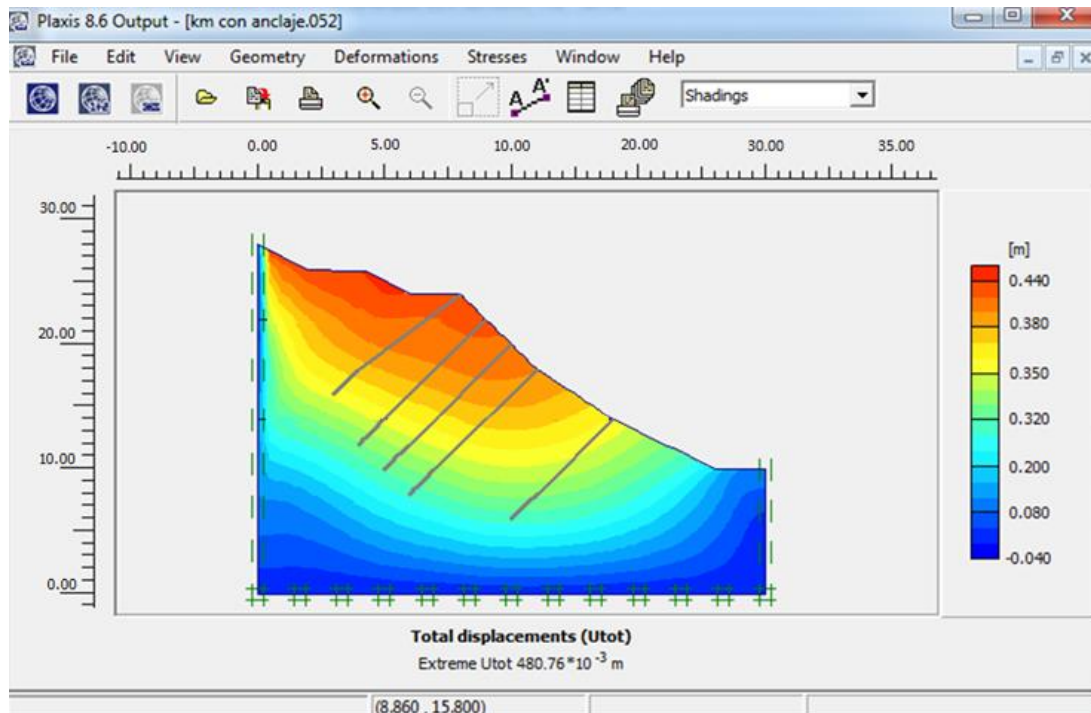 Plaxis 8.6 Output - [km con anclaje.052]
File Edit View Geometry Deformations Stresses Window Help
A A' Shadings
-10.00 0.00 5.00 10.00 20.00 30.00 35.00
30.00
20.00
10.00
0.00
[m]
0.440
0.380
0.350
0.320
0.200
0.080
-0.040
Total displacements (Utot)
Extreme Utot 480.76*10 -3 m
(8.860 , 15.800)